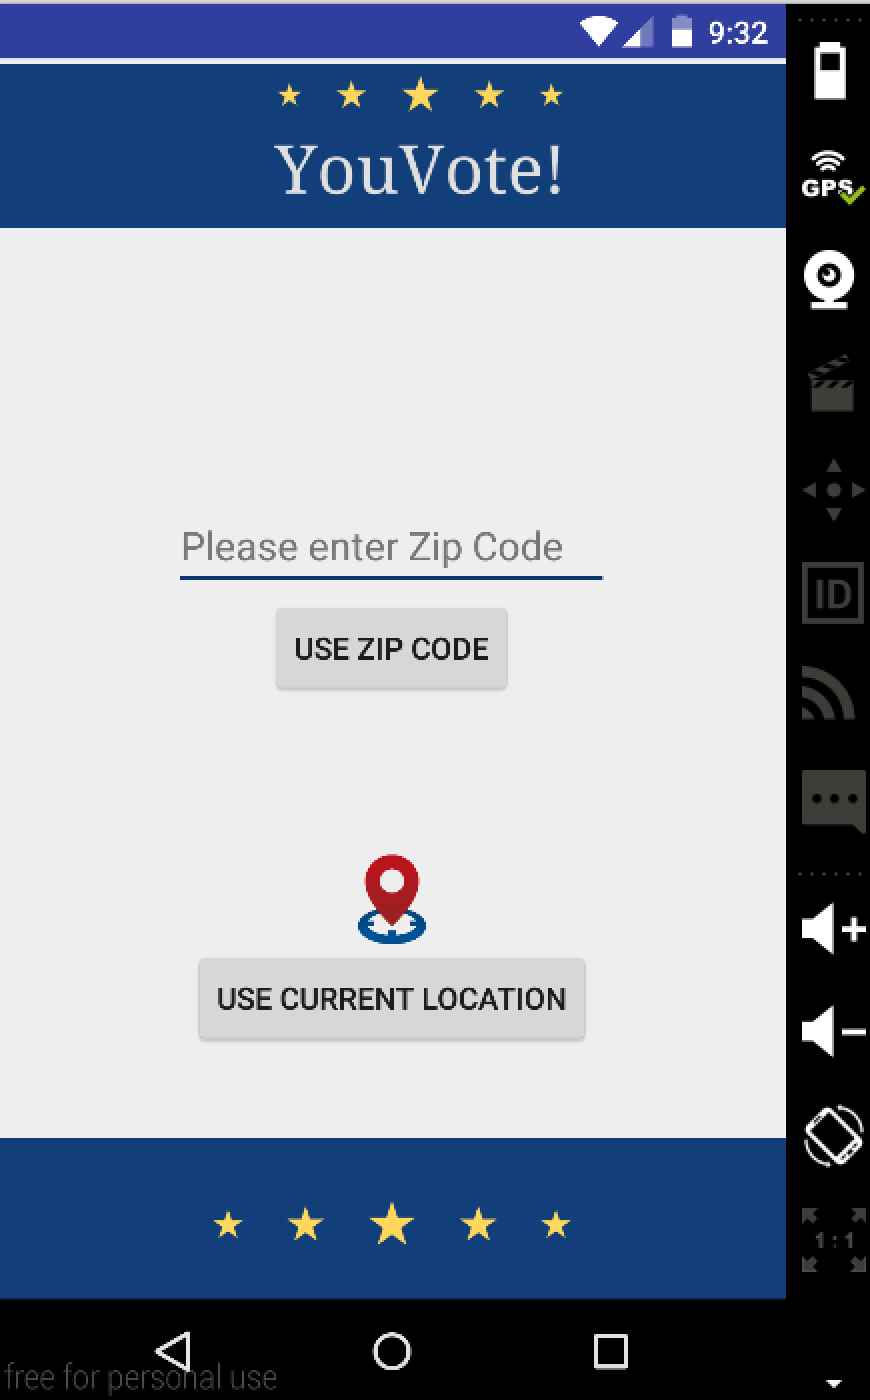 9:32
YouVote!
GPS
Please enter Zip Code
USE ZIP CODE
ID
USE CURRENT LOCATION
1:1
free for personal use